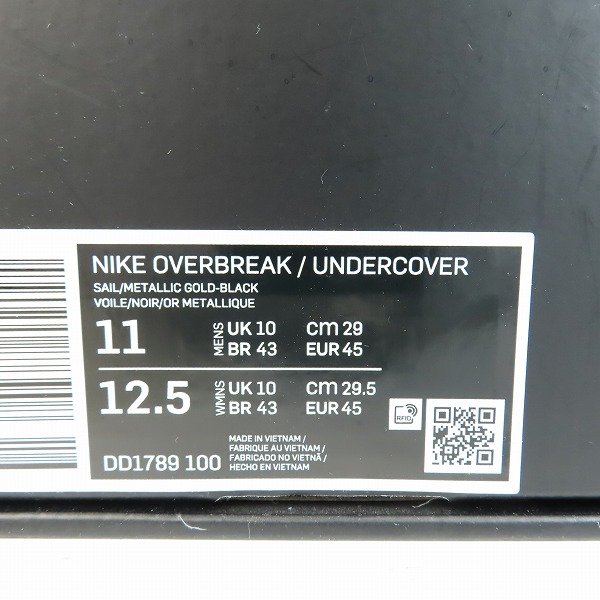 NIKE OVERBREAK / UNDERCOVER
SAIL/METALLIC GOLD-BLACK
VOILE/NOIR/OR METALLIQUE
11 MENS UK 10 CM 29
BR 43 EUR 45
12.5 WMNS UK 10 CM 29.5
BR 43 EUR 45
RFID
DD1789 100
MADE IN VIETNAM /
FABRIQUE AU VIETNAM /
FABRICADO NO VIETNÃ /
HECHO EN VIETNAM